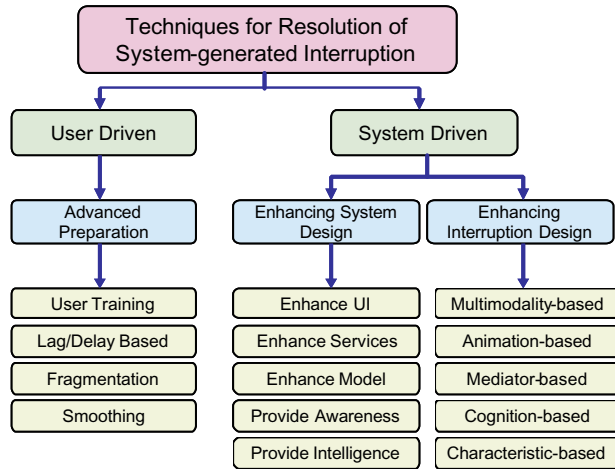 Techniques for Resolution of
System-generated Interruption
User Driven
System Driven
Advanced
Preparation
Enhancing System
Design
Enhancing
Interruption Design
User Training
Lag/Delay Based
Fragmentation
Smoothing
Enhance UI
Enhance Services
Enhance Model
Provide Awareness
Provide Intelligence
Multimodality-based
Animation-based
Mediator-based
Cognition-based
Characteristic-based